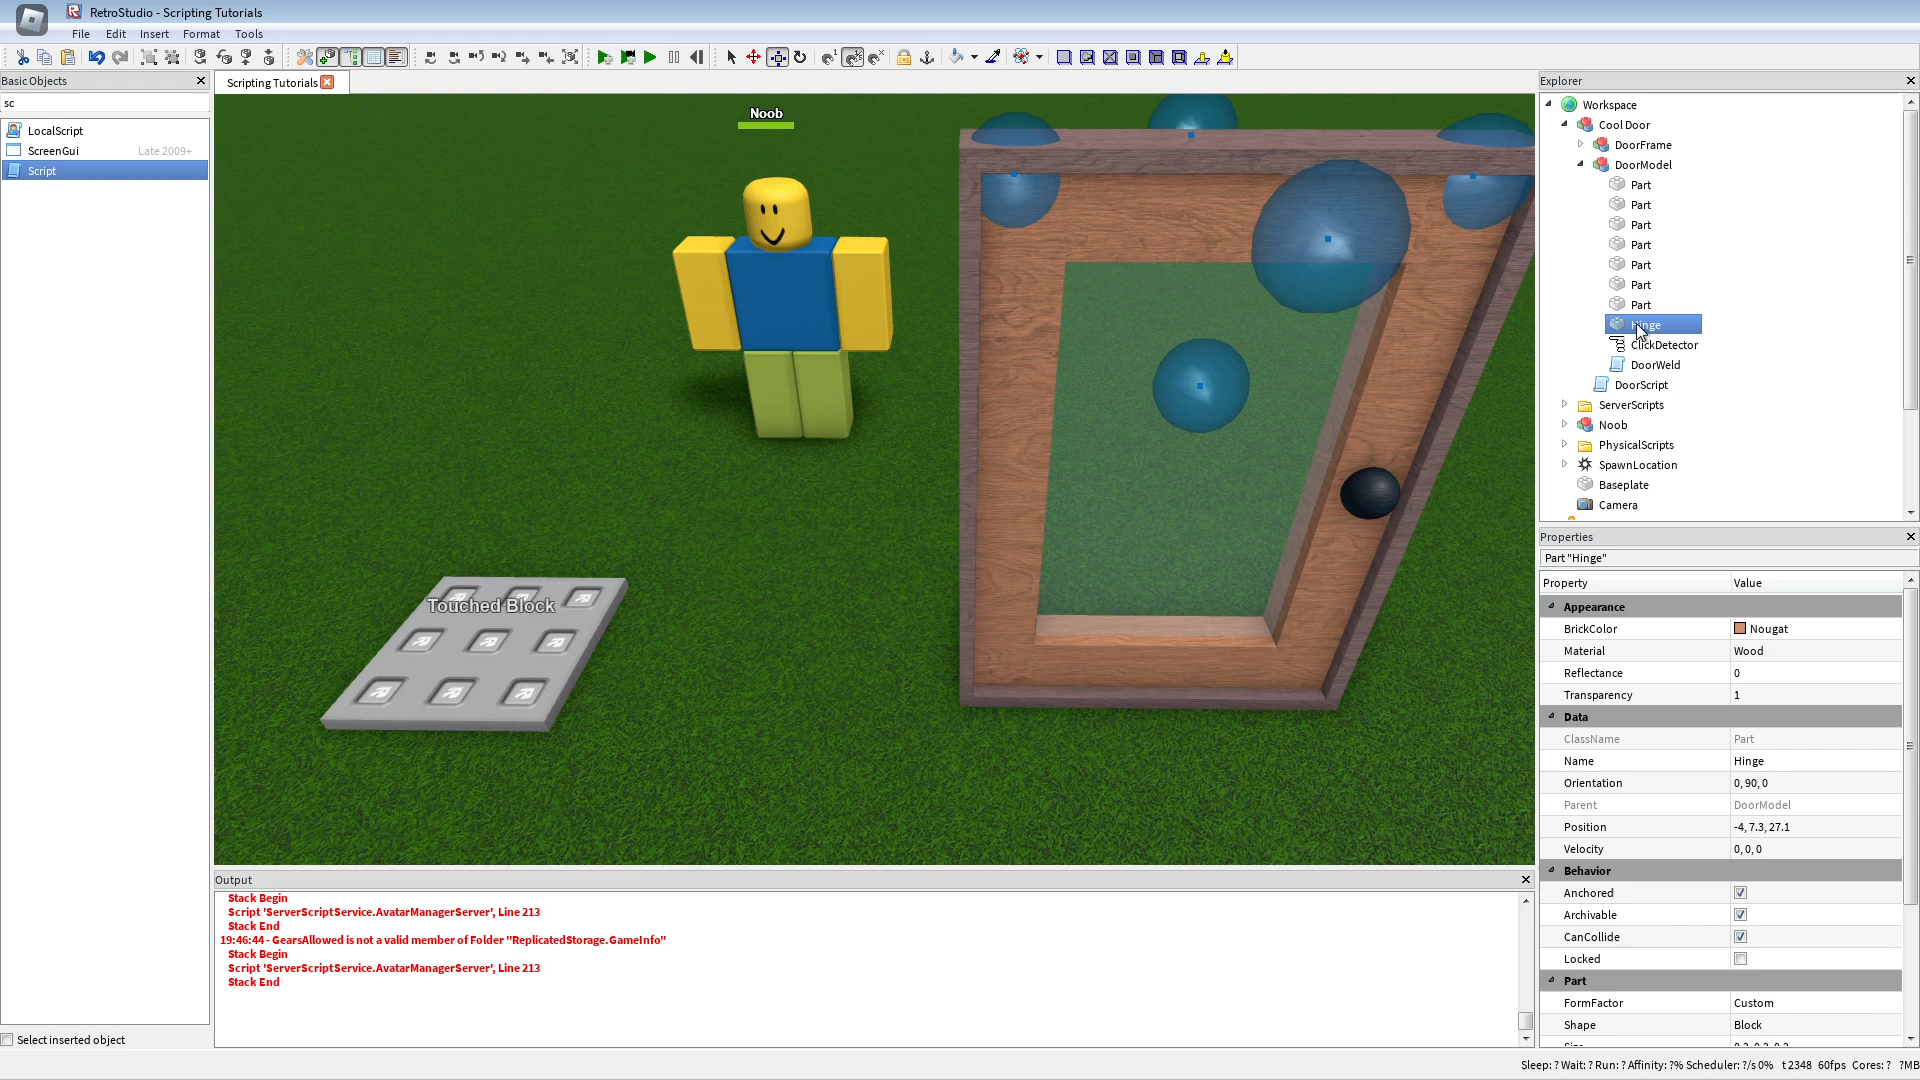 RetroStudio - Scripting Tutorials
File Edit Insert Format Tools
Basic Objects
sc
LocalScript
ScreenGui Late 2009+
Script
Select inserted object
Scripting Tutorials
Noob
Touched Block
Output
Stack Begin
Script 'ServerScriptService.AvatarManagerServer', Line 213
Stack End
19:46:44 - GearsAllowed is not a valid member of Folder "ReplicatedStorage.GameInfo"
Stack Begin
Script 'ServerScriptService.AvatarManagerServer', Line 213
Stack End
Explorer
Workspace
Cool Door
DoorFrame
DoorModel
Part
Part
Part
Part
Part
Part
Part
Hinge
ClickDetector
DoorWeld
DoorScript
ServerScripts
Noob
PhysicalScripts
SpawnLocation
Baseplate
Camera
Properties
Part "Hinge"
Property Value
Appearance
BrickColor Nougat
Material Wood
Reflectance 0
Transparency 1
Data
ClassName Part
Name Hinge
Orientation 0, 90, 0
Parent DoorModel
Position -4, 7.3, 27.1
Velocity 0, 0, 0
Behavior
Anchored
Archivable
CanCollide
Locked
Part
FormFactor Custom
Shape Block
Sleep: ? Wait: ? Run: ? Affinity: ?% Scheduler: ?/s 0% t 2348 60fps Cores: ? ?MB